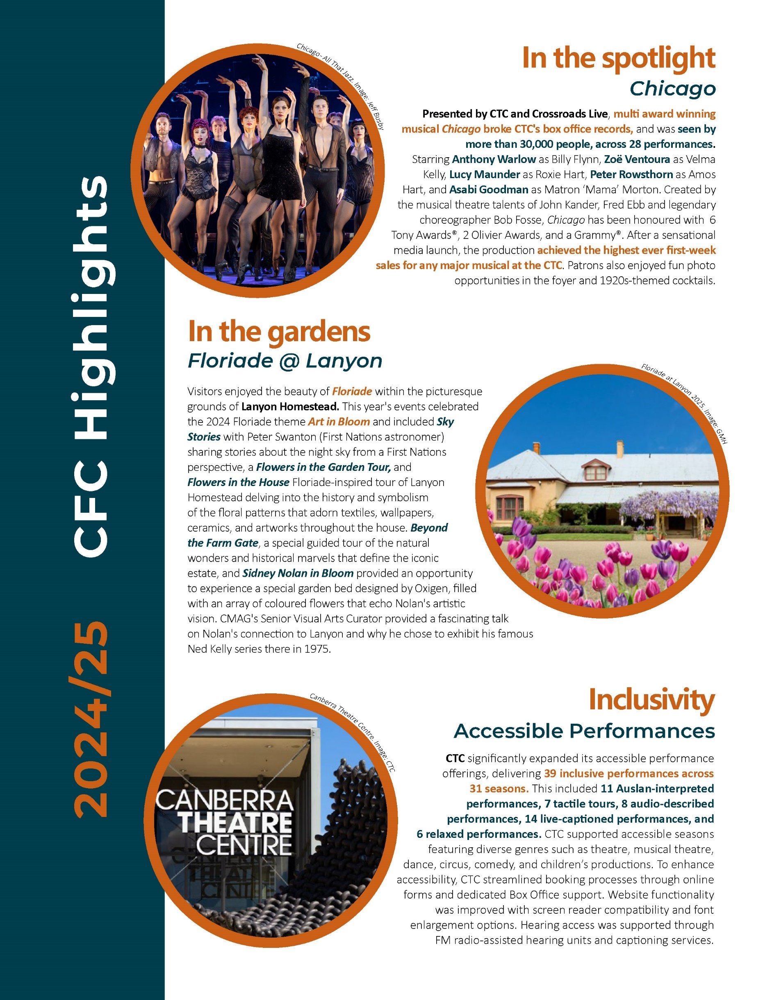 2024/25 CFC Highlights
Chicago- All That Jazz. Image: Jeff Busby
In the spotlight
Chicago
Presented by CTC and Crossroads Live, multi award winning
musical Chicago broke CTC's box office records, and was seen by
more than 30,000 people, across 28 performances.
Starring Anthony Warlow as Billy Flynn, Zoë Ventoura as Velma
Kelly, Lucy Maunder as Roxie Hart, Peter Rowsthorn as Amos
Hart, and Asabi Goodman as Matron ‘Mama’ Morton. Created by
the musical theatre talents of John Kander, Fred Ebb and legendary
choreographer Bob Fosse, Chicago has been honoured with 6
Tony Awards®, 2 Olivier Awards, and a Grammy®. After a sensational
media launch, the production achieved the highest ever first-week
sales for any major musical at the CTC. Patrons also enjoyed fun photo
opportunities in the foyer and 1920s-themed cocktails.
In the gardens
Floriade @ Lanyon
Visitors enjoyed the beauty of Floriade within the picturesque
grounds of Lanyon Homestead. This year's events celebrated
the 2024 Floriade theme Art in Bloom and included Sky
Stories with Peter Swanton (First Nations astronomer)
sharing stories about the night sky from a First Nations
perspective, a Flowers in the Garden Tour, and
Flowers in the House Floriade-inspired tour of Lanyon
Homestead delving into the history and symbolism
of the floral patterns that adorn textiles, wallpapers,
ceramics, and artworks throughout the house. Beyond
the Farm Gate, a special guided tour of the natural
wonders and historical marvels that define the iconic
estate, and Sidney Nolan in Bloom provided an opportunity
to experience a special garden bed designed by Oxigen, filled
with an array of coloured flowers that echo Nolan's artistic
vision. CMAG's Senior Visual Arts Curator provided a fascinating talk
on Nolan's connection to Lanyon and why he chose to exhibit his famous
Ned Kelly series there in 1975.
Floriade at Lanyon 2025. Image: GMH
Canberra Theatre Centre. Image: CTC
CANBERRA
THEATRE
CENTRE
Inclusivity
Accessible Performances
CTC significantly expanded its accessible performance
offerings, delivering 39 inclusive performances across
31 seasons. This included 11 Auslan-interpreted
performances, 7 tactile tours, 8 audio-described
performances, 14 live-captioned performances, and
6 relaxed performances. CTC supported accessible seasons
featuring diverse genres such as theatre, musical theatre,
dance, circus, comedy, and children’s productions. To enhance
accessibility, CTC streamlined booking processes through online
forms and dedicated Box Office support. Website functionality
was improved with screen reader compatibility and font
enlargement options. Hearing access was supported through
FM radio-assisted hearing units and captioning services.